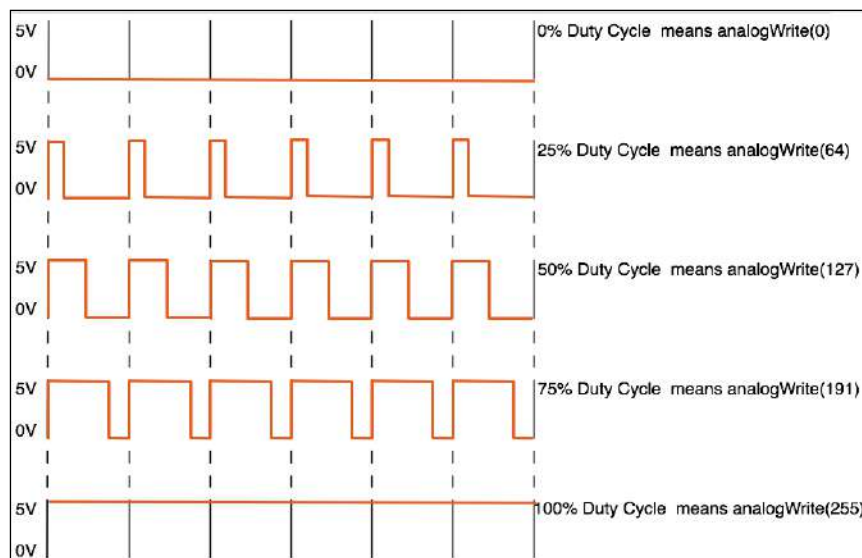 5V
0% Duty Cycle means analogWrite(0)
0V
5V
25% Duty Cycle means analogWrite(64)
0V
5V
50% Duty Cycle means analogWrite(127)
0V
5V
75% Duty Cycle means analogWrite(191)
0V
5V
100% Duty Cycle means analogWrite(255)
0V